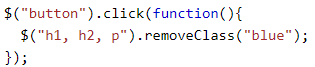 $("button").click(function(){
  $("h1, h2, p").removeClass("blue");
});